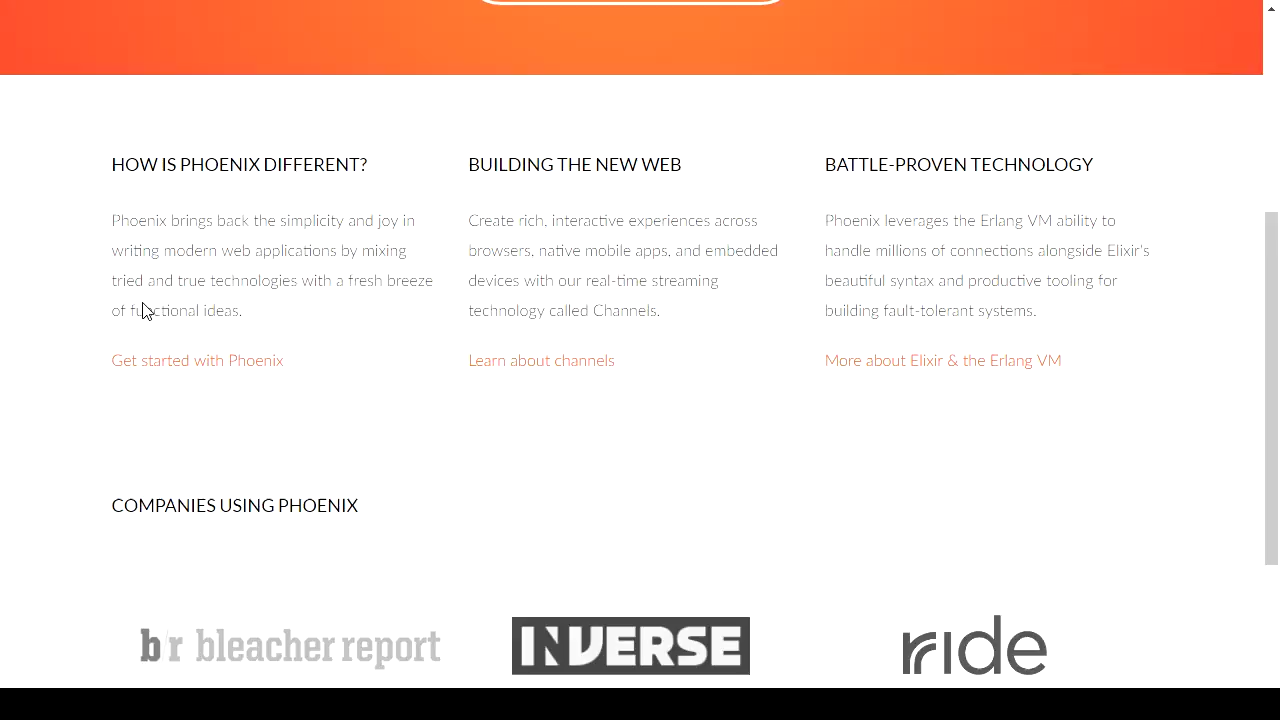 HOW IS PHOENIX DIFFERENT?
Phoenix brings back the simplicity and joy in
writing modern web applications by mixing
tried and true technologies with a fresh breeze
of functional ideas.
Get started with Phoenix
BUILDING THE NEW WEB
Create rich, interactive experiences across
browsers, native mobile apps, and embedded
devices with our real-time streaming
technology called Channels.
Learn about channels
BATTLE-PROVEN TECHNOLOGY
Phoenix leverages the Erlang VM ability to
handle millions of connections alongside Elixir's
beautiful syntax and productive tooling for
building fault-tolerant systems.
More about Elixir & the Erlang VM
COMPANIES USING PHOENIX
b/r bleacher report
INVERSE
ride